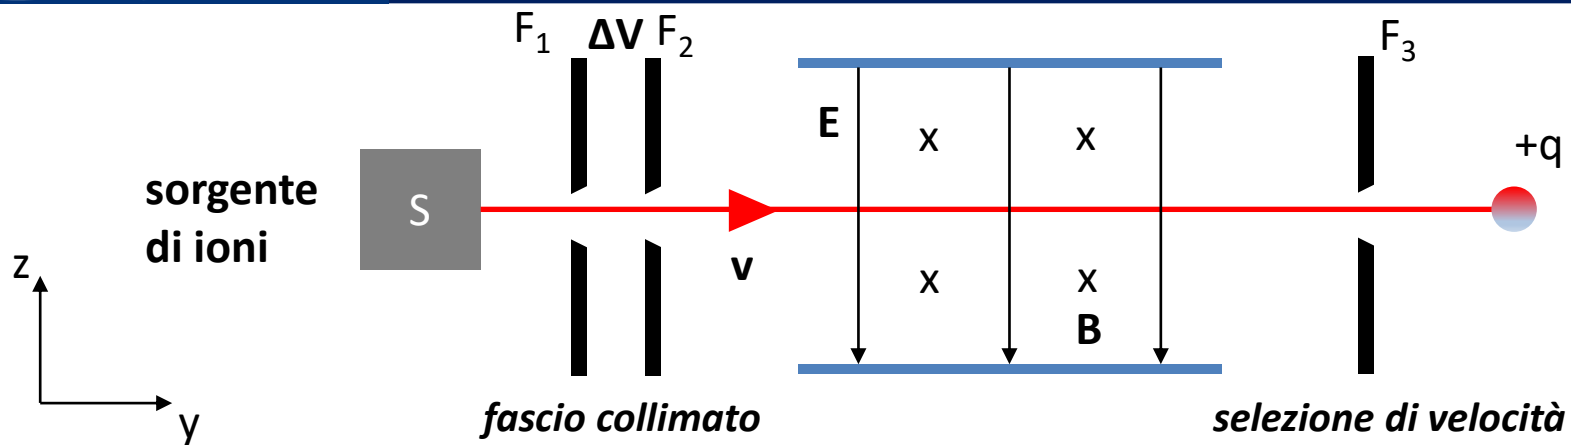 F₁ ΔV F₂
F₃
E
x x
+q
sorgente
di ioni
S
v
x x
B
z
y
fascio collimato
selezione di velocità